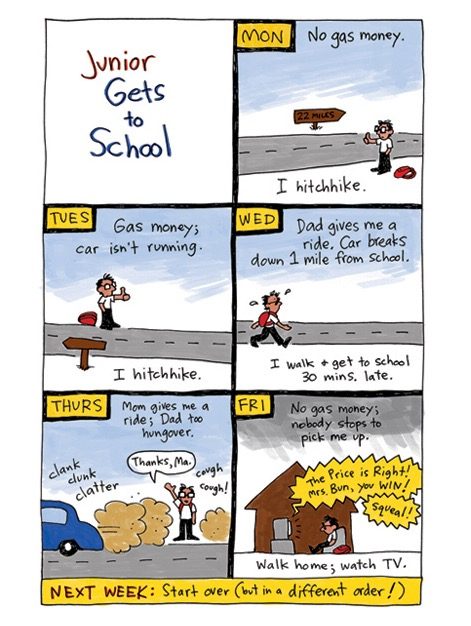 Junior
Gets
to
School
MON
No gas money.
22 MILES
I hitchhike.
TUES
Gas money;
car isn't running.
I hitchhike.
WED
Dad gives me a
ride. Car breaks
down 1 mile from school.
I walk + get to school
30 mins. late.
THURS
Mom gives me a
ride; Dad too
hungover.
clank
clunk
clatter
Thanks, Ma.
cough
cough!
FRI
No gas money;
nobody stops to
pick me up.
The Price is Right!
Mrs. Bun, you WIN!
Squeal!
Walk home; watch TV.
NEXT WEEK: Start over (but in a different order!)